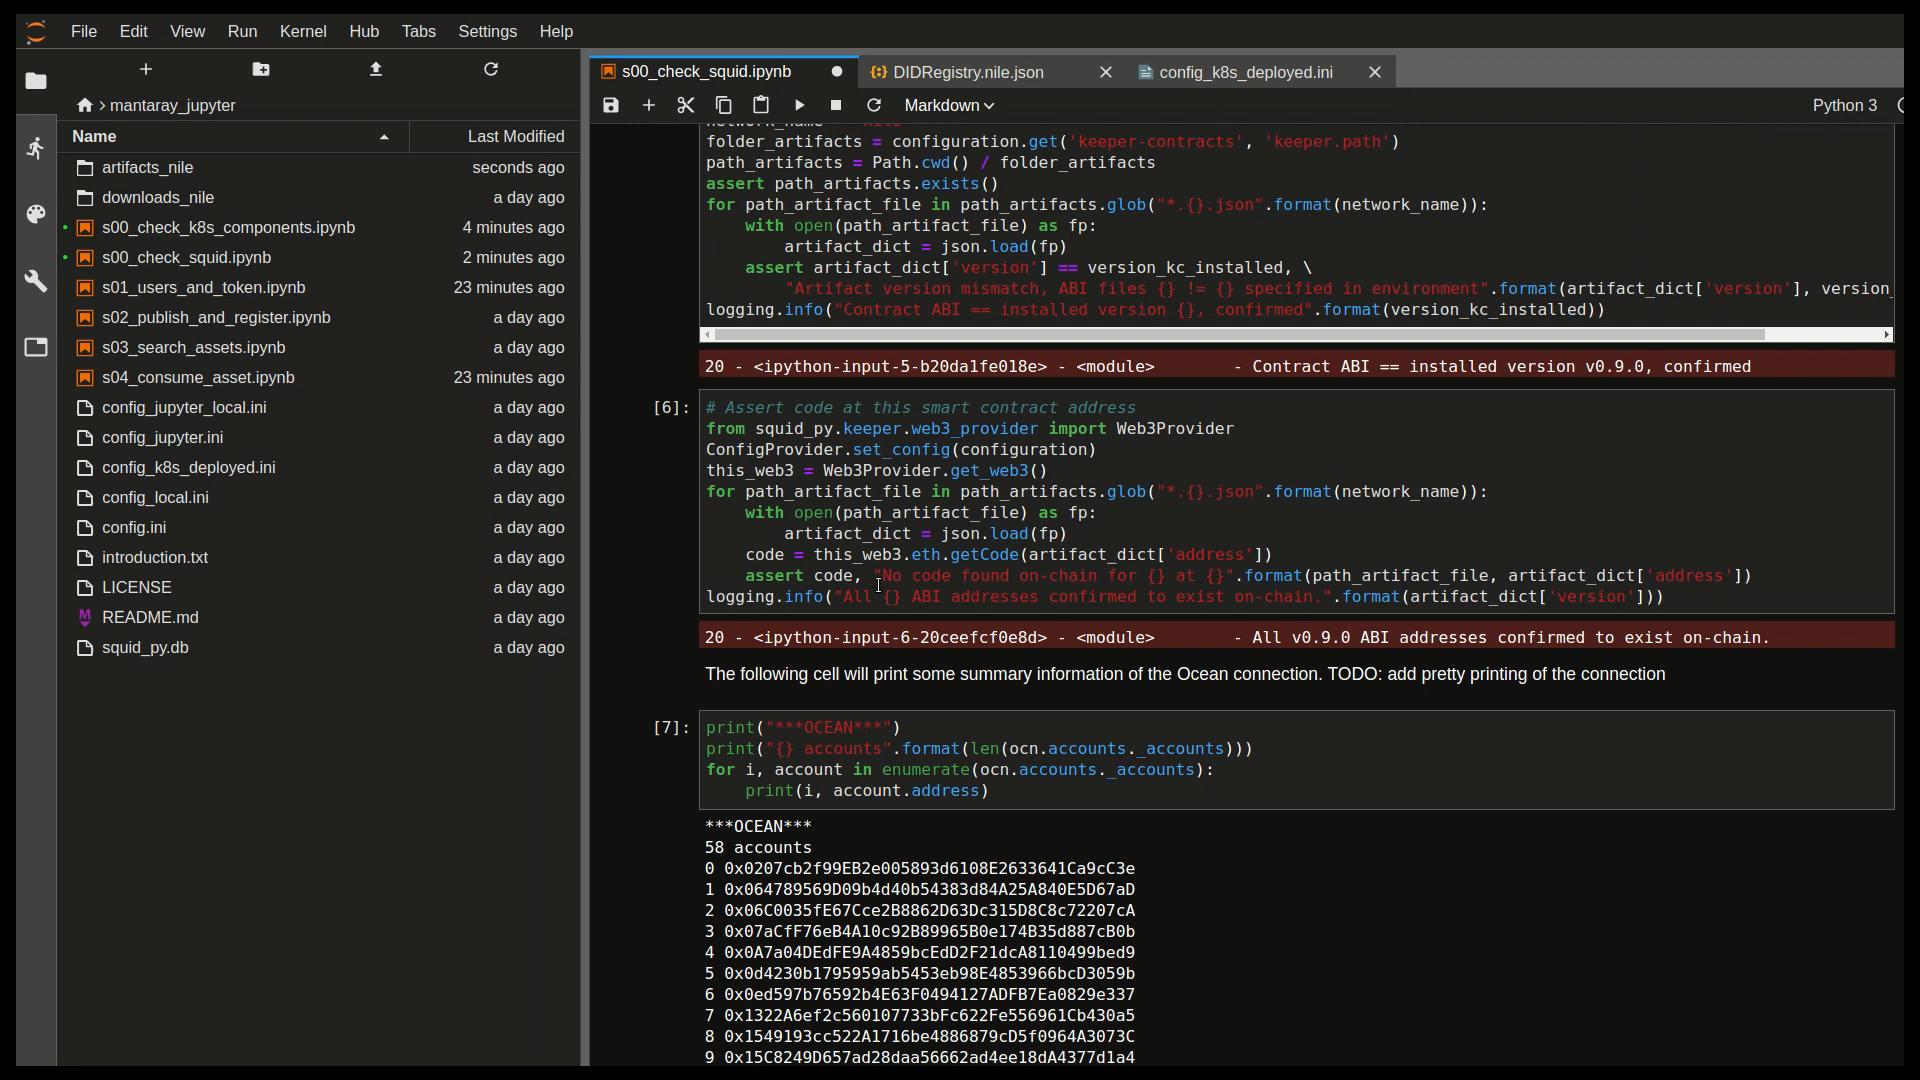 File Edit View Run Kernel Hub Tabs Settings Help
s00_check_squid.ipynb
DIDRegistry.nile.json
config_k8s_deployed.ini
mantaray_jupyter
Markdown
Python 3
Name Last Modified
artifacts_nile seconds ago
downloads_nile a day ago
s00_check_k8s_components.ipynb 4 minutes ago
s00_check_squid.ipynb 2 minutes ago
s01_users_and_token.ipynb 23 minutes ago
s02_publish_and_register.ipynb a day ago
s03_search_assets.ipynb a day ago
s04_consume_asset.ipynb 23 minutes ago
config_jupyter_local.ini a day ago
config_jupyter.ini a day ago
config_k8s_deployed.ini a day ago
config_local.ini a day ago
config.ini a day ago
introduction.txt a day ago
LICENSE a day ago
README.md a day ago
squid_py.db a day ago
folder_artifacts = configuration.get('keeper-contracts', 'keeper.path')
path_artifacts = Path.cwd() / folder_artifacts
assert path_artifacts.exists()
for path_artifact_file in path_artifacts.glob("*.{}.json".format(network_name)):
    with open(path_artifact_file) as fp:
        artifact_dict = json.load(fp)
    assert artifact_dict['version'] == version_kc_installed, \
        "Artifact version mismatch, ABI files {} != {} specified in environment".format(artifact_dict['version'], version_
logging.info("Contract ABI == installed version {}, confirmed".format(version_kc_installed))
20 - <ipython-input-5-b20da1fe018e> - <module>        - Contract ABI == installed version v0.9.0, confirmed
[6]:
# Assert code at this smart contract address
from squid_py.keeper.web3_provider import Web3Provider
ConfigProvider.set_config(configuration)
this_web3 = Web3Provider.get_web3()
for path_artifact_file in path_artifacts.glob("*.{}.json".format(network_name)):
    with open(path_artifact_file) as fp:
        artifact_dict = json.load(fp)
    code = this_web3.eth.getCode(artifact_dict['address'])
    assert code, "No code found on-chain for {} at {}".format(path_artifact_file, artifact_dict['address'])
logging.info("All {} ABI addresses confirmed to exist on-chain.".format(artifact_dict['version']))
20 - <ipython-input-6-20ceefcf0e8d> - <module>        - All v0.9.0 ABI addresses confirmed to exist on-chain.
The following cell will print some summary information of the Ocean connection. TODO: add pretty printing of the connection
[7]:
print("***OCEAN***")
print("{} accounts".format(len(ocn.accounts._accounts)))
for i, account in enumerate(ocn.accounts._accounts):
    print(i, account.address)
***OCEAN***
58 accounts
0 0x0207cb2f99EB2e005893d6108E2633641Ca9cC3e
1 0x064789569D09b4d40b54383d84A25A840E5D67aD
2 0x06C0035fE67Cce2B8862D63Dc315D8C8c72207cA
3 0x07aCfF76eB4A10c92B89965B0e174B35d887cB0b
4 0x0A7a04DEdFE9A4859bcEdD2F21dcA8110499bed9
5 0x0d4230b1795959ab5453eb98E4853966bcD3059b
6 0x0ed597b76592b4E63F0494127ADFB7Ea0829e337
7 0x1322A6ef2c560107733bFc622Fe556961Cb430a5
8 0x1549193cc522A1716be4886879cD5f0964A3073C
9 0x15C8249D657ad28daa56662ad4ee18dA4377d1a4